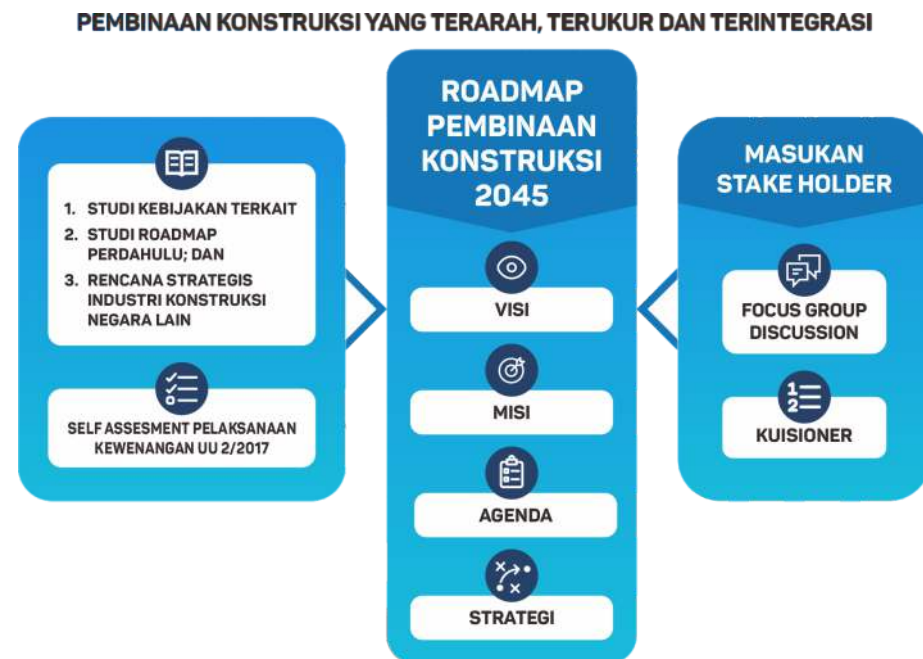 PEMBINAAN KONSTRUKSI YANG TERARAH, TERUKUR DAN TERINTEGRASI
1. STUDI KEBIJAKAN TERKAIT
2. STUDI ROADMAP
PERDAHULU; DAN
3. RENCANA STRATEGIS
INDUSTRI KONSTRUKSI
NEGARA LAIN
SELF ASSESMENT PELAKSANAAN
KEWENANGAN UU 2/2017
ROADMAP
PEMBINAAN
KONSTRUKSI
2045
VISI
MISI
AGENDA
STRATEGI
MASUKAN
STAKE HOLDER
FOCUS GROUP
DISCUSSION
1
2
KUISIONER